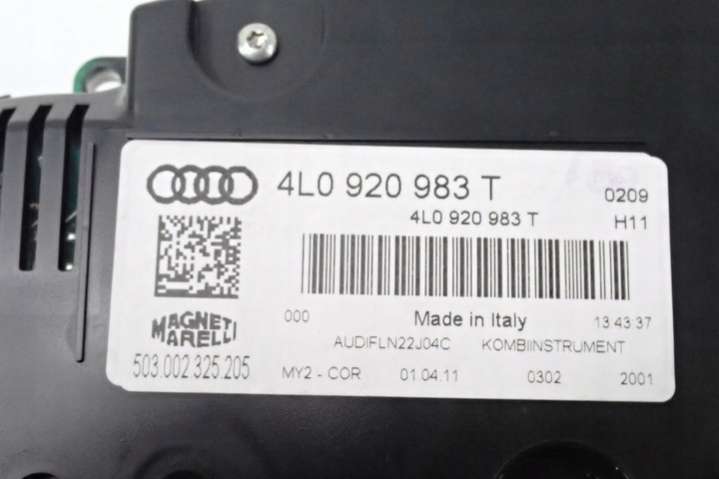 4L0 920 983 T 0209
4L0 920 983 T H11
000 Made in Italy 13:43:37
MAGNETI MARELLI
AUDIFLN22J04C KOMBIINSTRUMENT
503.002.325.205
MY2 - COR 01.04.11 0302 2001